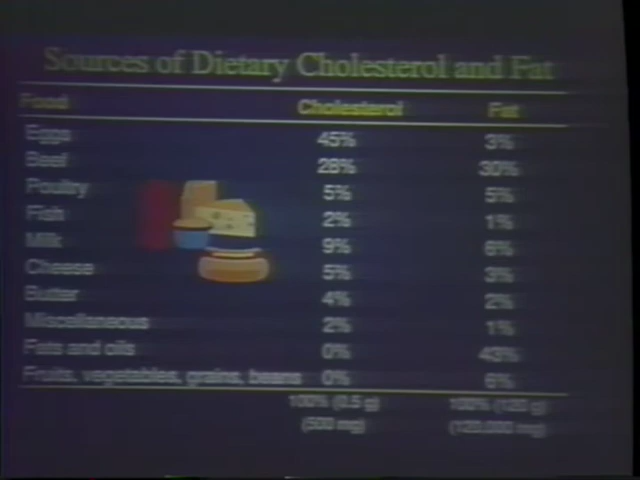 Sources of Dietary Cholesterol and Fat
Food Cholesterol Fat
Eggs 45% 3%
Beef 28% 30%
Poultry 5% 5%
Fish 2% 1%
Milk 9% 6%
Cheese 5% 3%
Butter 4% 2%
Miscellaneous 2% 1%
Fats and oils 0% 43%
Fruits, vegetables, grains, beans 0% 6%
100% (0.5 g) 100% (120 g)
(500 mg) (120,000 mg)